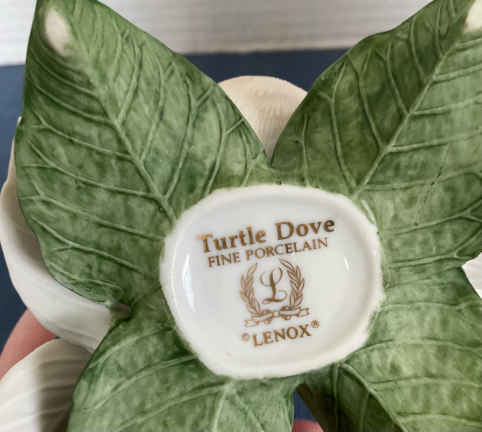 Turtle Dove
FINE PORCELAIN
L
©LENOX®